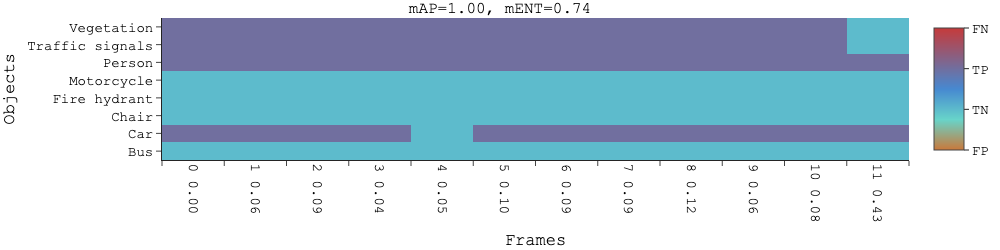 mAP=1.00, mENT=0.74
Objects
Vegetation
Traffic signals
Person
Motorcycle
Fire hydrant
Chair
Car
Bus
0 0.00
1 0.06
2 0.09
3 0.04
4 0.05
5 0.10
6 0.09
7 0.09
8 0.12
9 0.06
10 0.08
11 0.43
Frames
FN
TP
TN
FP